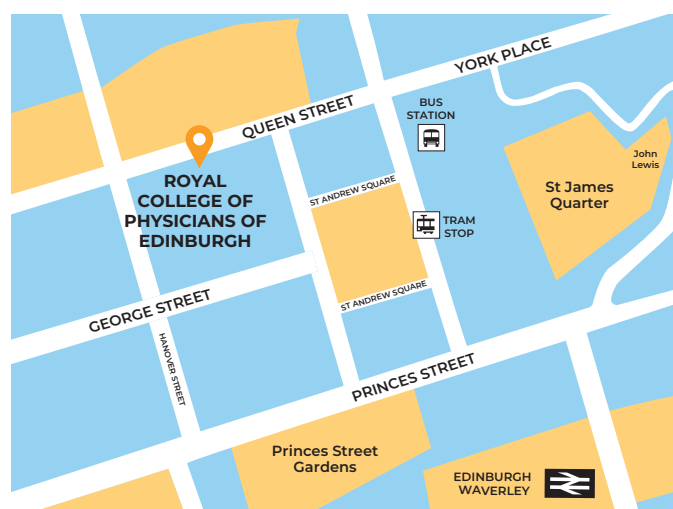 YORK PLACE
BUS
STATION
QUEEN STREET
John
Lewis
ROYAL
COLLEGE OF
PHYSICIANS OF
EDINBURGH
ST ANDREW SQUARE
St James
Quarter
TRAM
STOP
ST ANDREW SQUARE
GEORGE STREET
HANOVER STREET
PRINCES STREET
Princes Street
Gardens
EDINBURGH
WAVERLEY